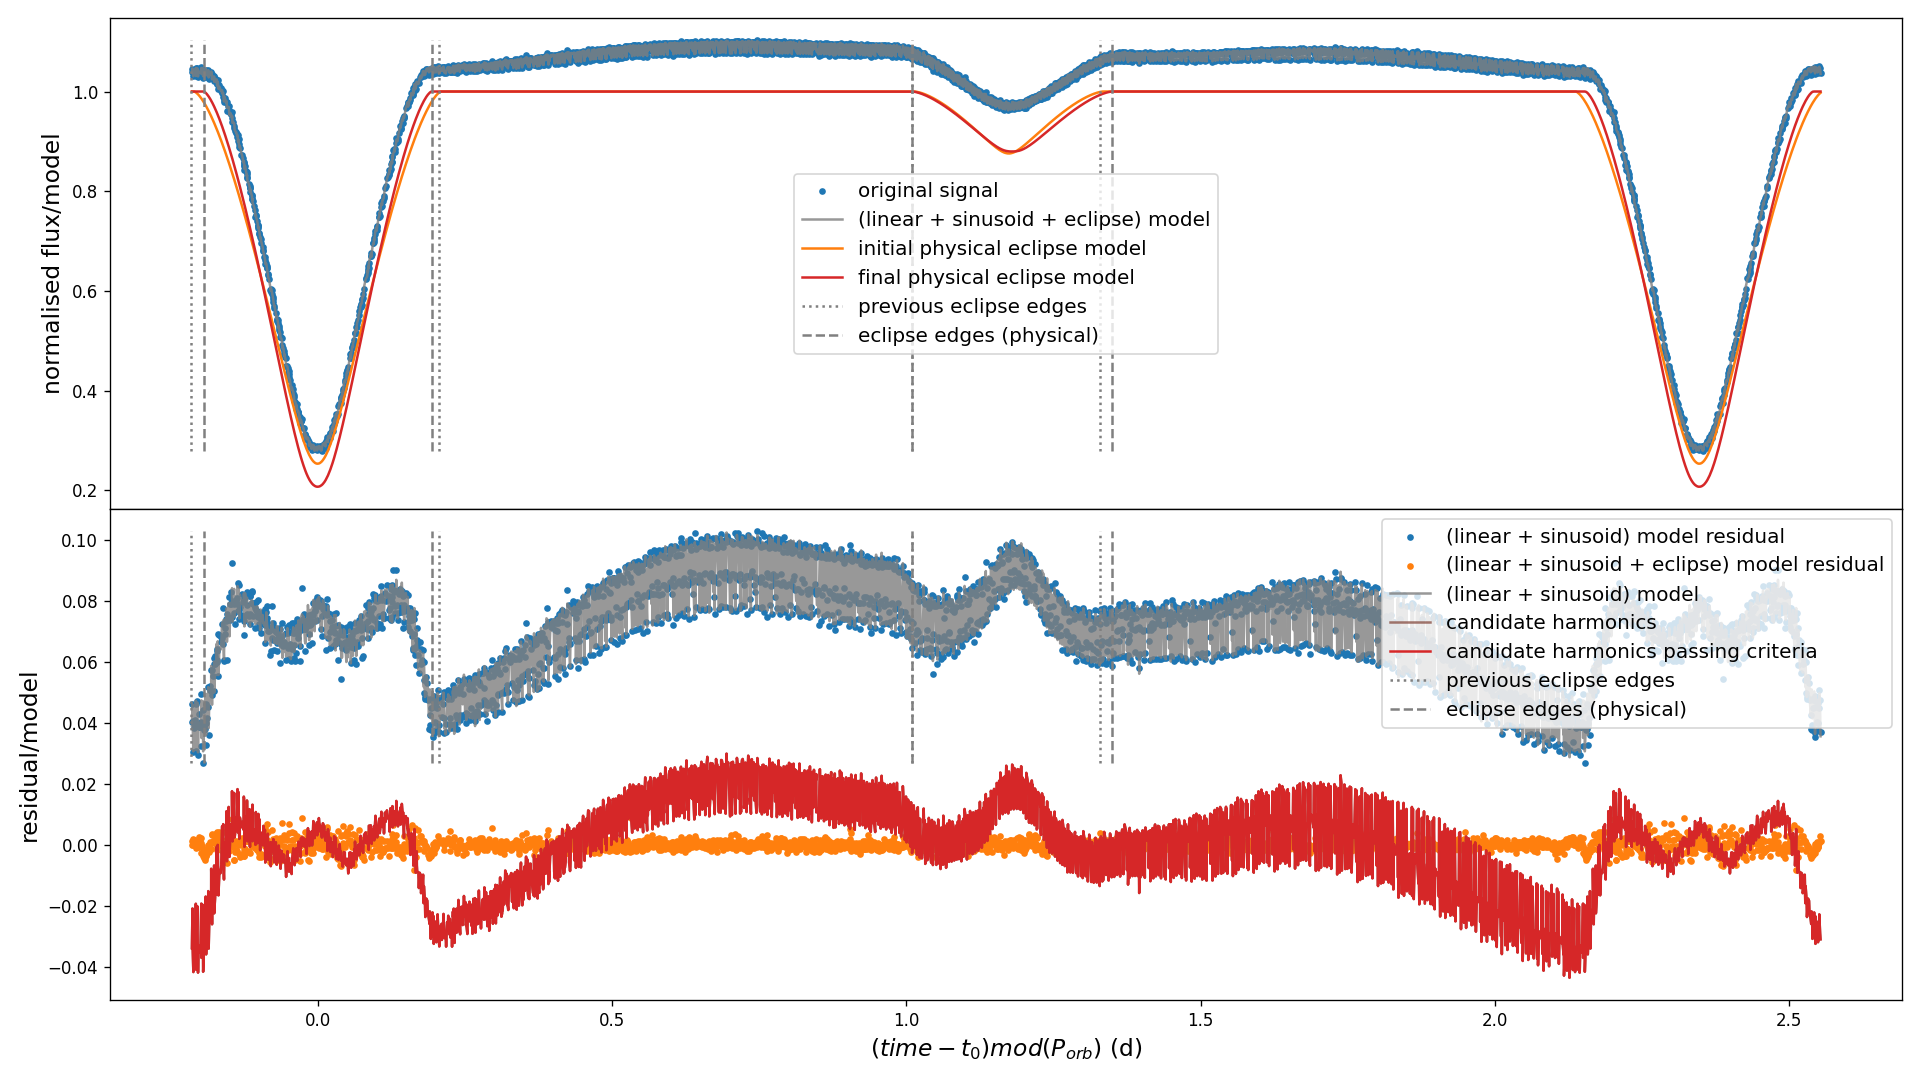 normalised flux/model
1.0
0.8
0.6
0.4
0.2
original signal
(linear + sinusoid + eclipse) model
initial physical eclipse model
final physical eclipse model
previous eclipse edges
eclipse edges (physical)
residual/model
0.10
0.08
0.06
0.04
0.02
0.00
−0.02
−0.04
(linear + sinusoid) model residual
(linear + sinusoid + eclipse) model residual
(linear + sinusoid) model
candidate harmonics
candidate harmonics passing criteria
previous eclipse edges
eclipse edges (physical)
0.0 0.5 1.0 1.5 2.0 2.5
(time − t₀)mod(Pₒᵣb) (d)